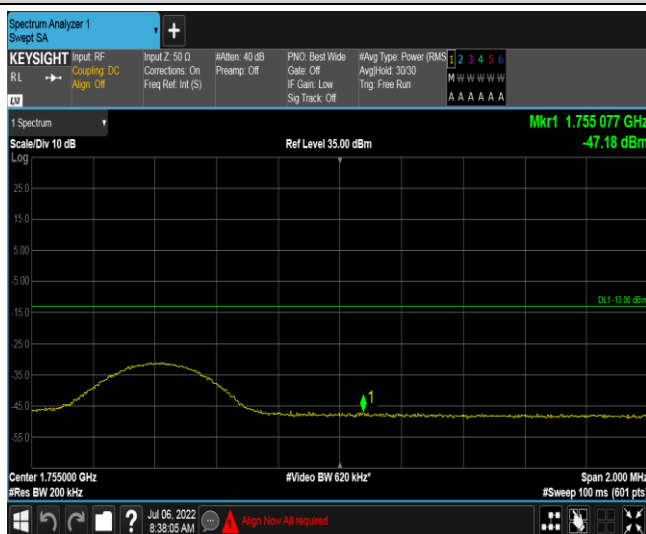 Spectrum Analyzer 1
Swept SA
+
KEYSIGHT
RL
LXI
Input: RF
Coupling: DC
Align: Off
Input Z: 50 Ω
Corrections: On
Freq Ref: Int (S)
#Atten: 40 dB
Preamp: Off
PNO: Best Wide
Gate: Off
IF Gain: Low
Sig Track: Off
#Avg Type: Power (RMS
Avg|Hold: 30/30
Trig: Free Run
1 2 3 4 5 6
M W W W W W
A A A A A A
1 Spectrum
Mkr1 1.755 077 GHz
Scale/Div 10 dB
Ref Level 35.00 dBm
-47.18 dBm
Log
25.0
15.0
5.00
-5.00
DL1 -13.00 dBm
-15.0
-25.0
-35.0
1
-45.0
-55.0
Center 1.755000 GHz
#Video BW 620 kHz*
Span 2.000 MHz
#Res BW 200 kHz
#Sweep 100 ms (601 pts)
?
Jul 06, 2022
8:38:05 AM
Align Now All required